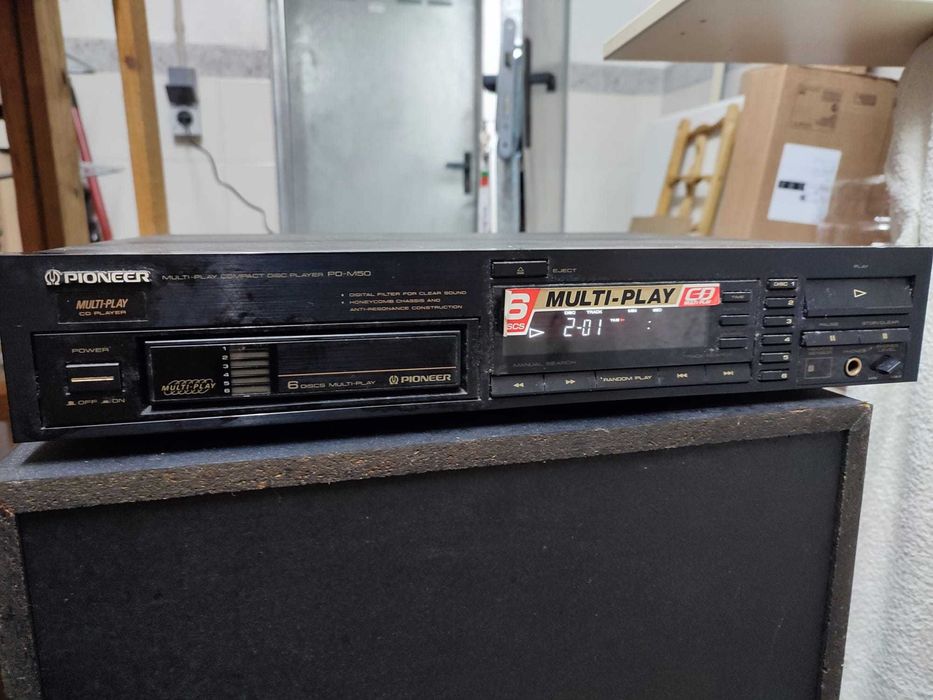 PIONEER MULTI-PLAY COMPACT DISC PLAYER PD-M50
MULTI-PLAY
CD PLAYER
• DIGITAL FILTER FOR CLEAR SOUND
• HONEYCOMB CHASSIS AND
ANTI-RESONANCE CONSTRUCTION
POWER
OFF ON
1
2
3
4
5
6
MULTI-PLAY
6 DISCS MULTI-PLAY PIONEER
EJECT
6 MULTI-PLAY
DISCS
DISC TRACK MIN SEC
2-01
MANUAL SEARCH
RANDOM PLAY
TIME
DISC 1
2
3
4
5
6
PLAY
PAUSE
STOP/CLEAR